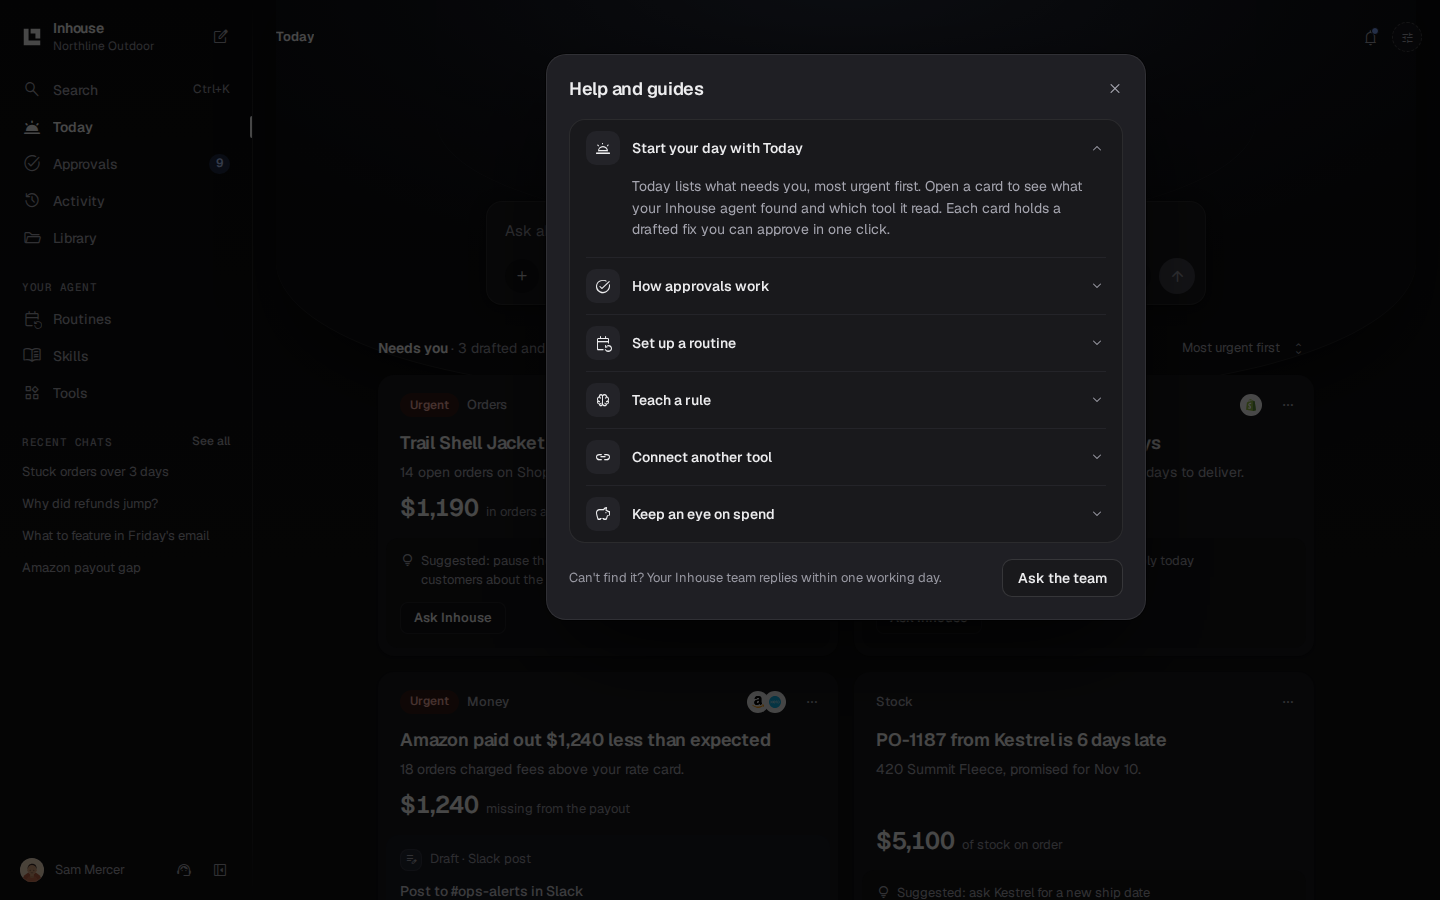 Inhouse
Northline Outdoor
Search
Ctrl+K
Today
Approvals
9
Activity
Library
YOUR AGENT
Routines
Skills
Tools
RECENT CHATS
See all
Stuck orders over 3 days
Why did refunds jump?
What to feature in Friday's email
Amazon payout gap
Sam Mercer
Today
Ask a
Needs you · 3 drafted and
Most urgent first
Help and guides
Start your day with Today
Today lists what needs you, most urgent first. Open a card to see what
your Inhouse agent found and which tool it read. Each card holds a
drafted fix you can approve in one click.
How approvals work
Set up a routine
Teach a rule
Connect another tool
Keep an eye on spend
Can't find it? Your Inhouse team replies within one working day.
Ask the team
Urgent
Orders
Trail Shell Jacket
14 open orders on Shop
$1,190 in orders a
Suggested: pause th
customers about the
Ask Inhouse
ys
days to deliver.
ly today
Urgent
Money
Amazon paid out $1,240 less than expected
18 orders charged fees above your rate card.
$1,240 missing from the payout
Draft · Slack post
Post to #ops-alerts in Slack
Stock
PO-1187 from Kestrel is 6 days late
420 Summit Fleece, promised for Nov 10.
$5,100 of stock on order
Suggested: ask Kestrel for a new ship date